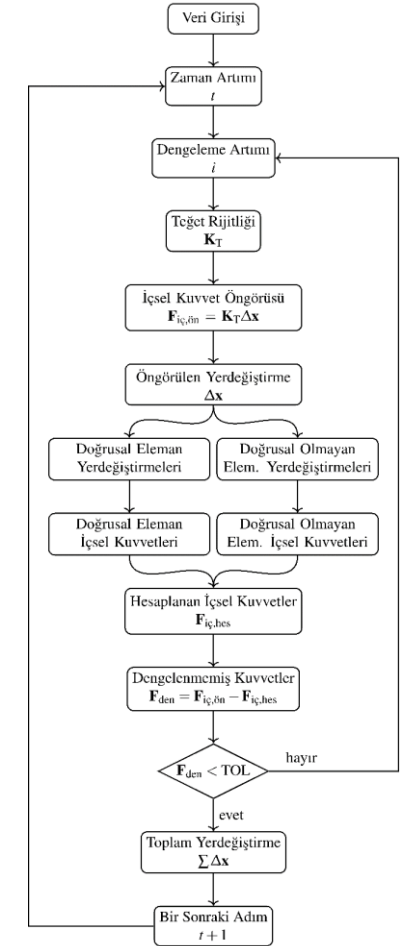 Veri Girişi
Zaman Artımı
t
Dengeleme Artımı
i
Teğet Rijitliği
K_T
İçsel Kuvvet Öngörüsü
F_iç,ön = K_TΔx
Öngörülen Yerdeğiştirme
Δx
Doğrusal Eleman
Yerdeğiştirmeleri
Doğrusal Olmayan
Elem. Yerdeğiştirmeleri
Doğrusal Eleman
İçsel Kuvvetleri
Doğrusal Olmayan
Elem. İçsel Kuvvetleri
Hesaplanan İçsel Kuvvetler
F_iç,hes
Dengelenmemiş Kuvvetler
F_den = F_iç,ön − F_iç,hes
F_den < TOL
hayır
evet
Toplam Yerdeğiştirme
∑Δx
Bir Sonraki Adım
t + 1